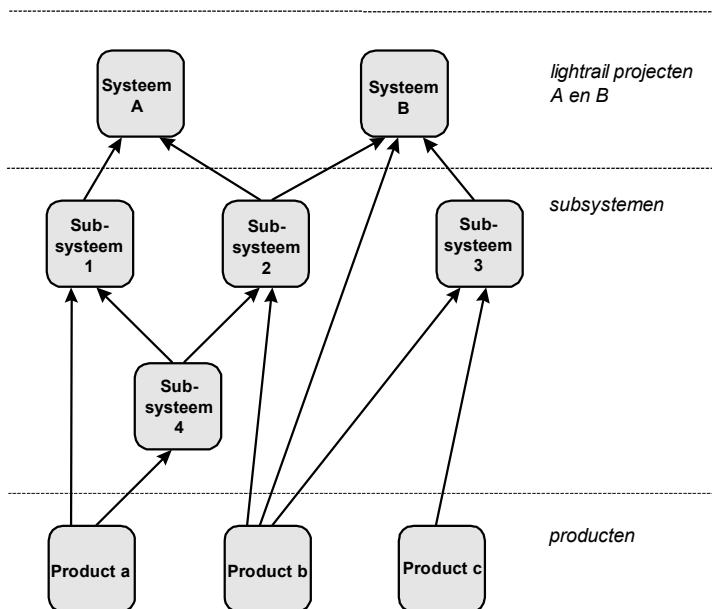 Systeem
A
Systeem
B
lightrail projecten
A en B
Sub-
systeem
1
Sub-
systeem
2
Sub-
systeem
3
subsystemen
Sub-
systeem
4
Product a
Product b
Product c
producten